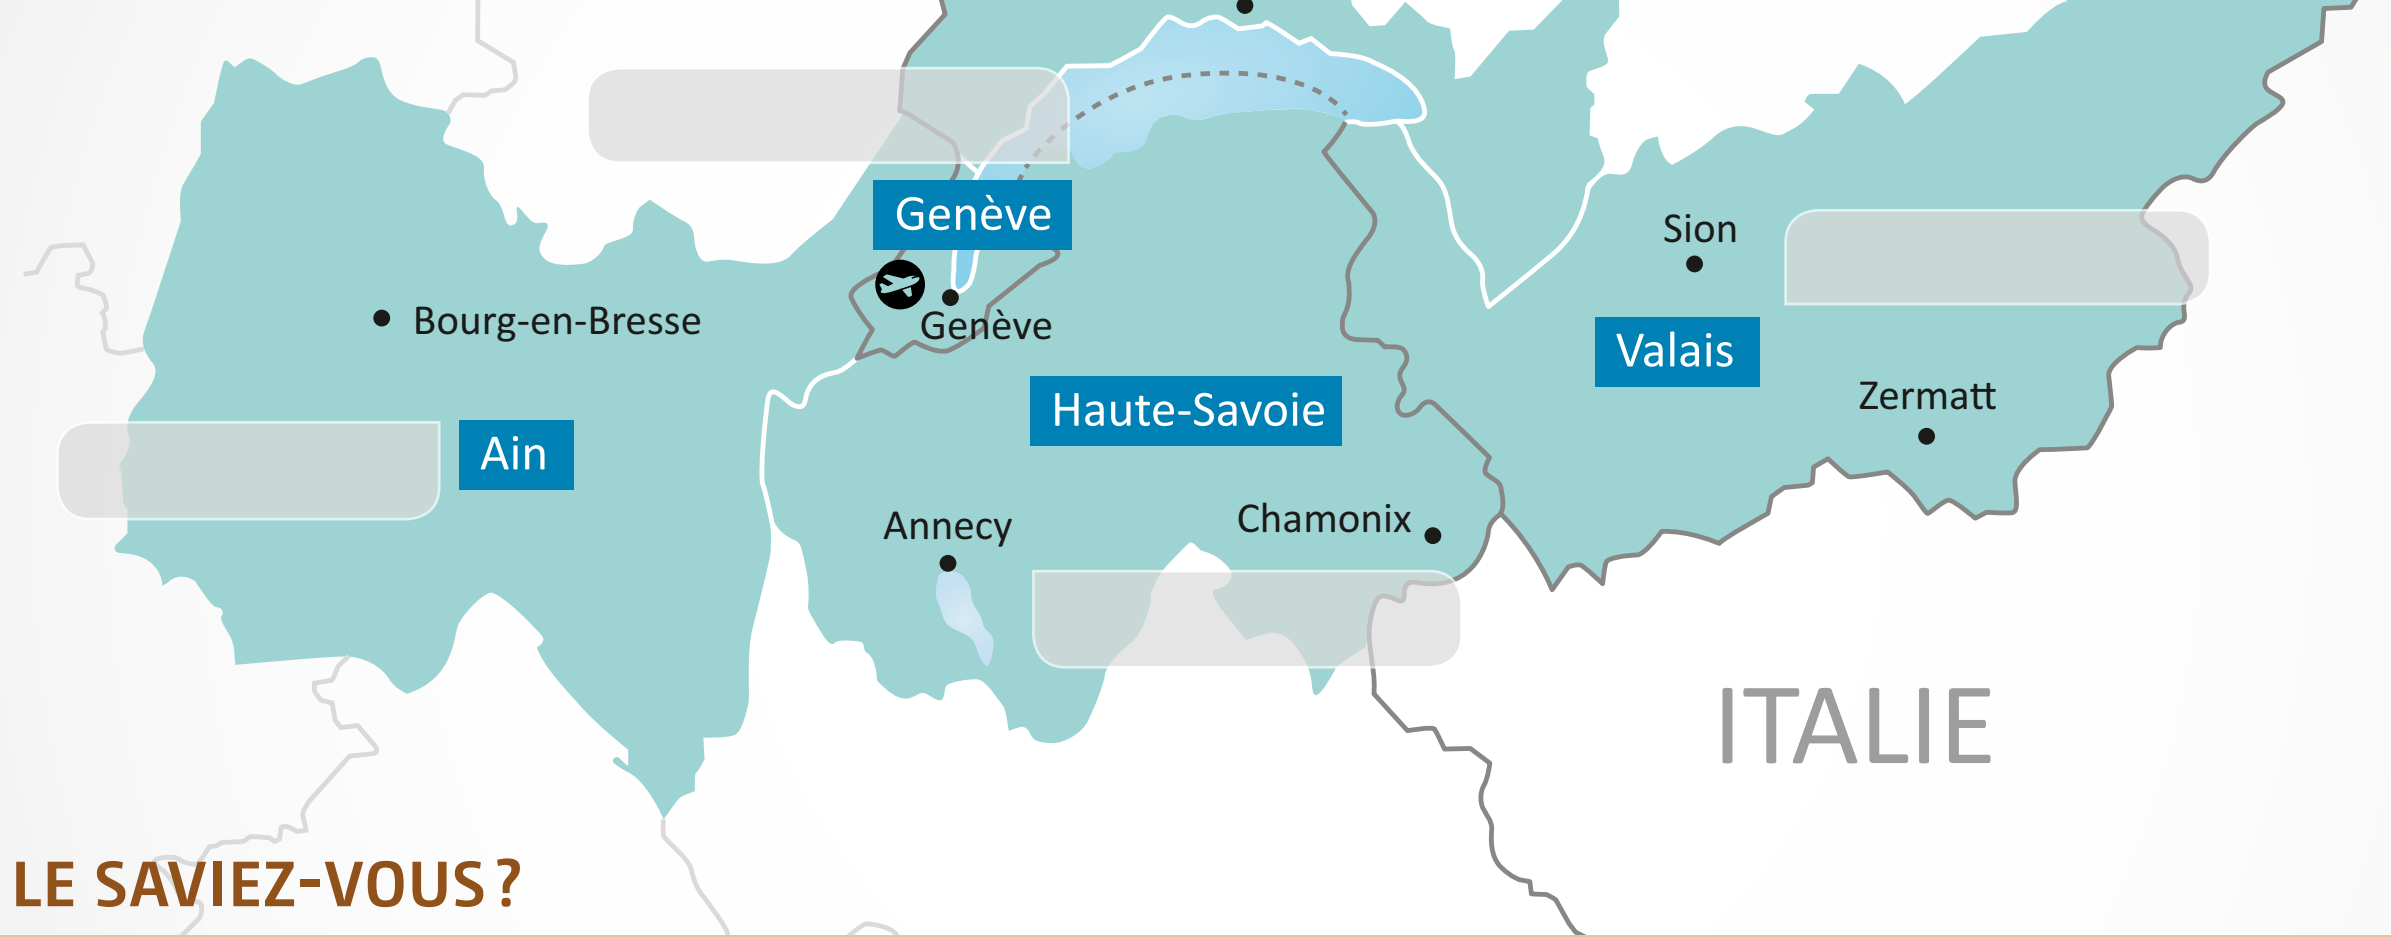 Genève
Sion
Genève
Bourg-en-Bresse
Valais
Zermatt
Haute-Savoie
Ain
Chamonix
Annecy
ITALIE
LE SAVIEZ-VOUS ?